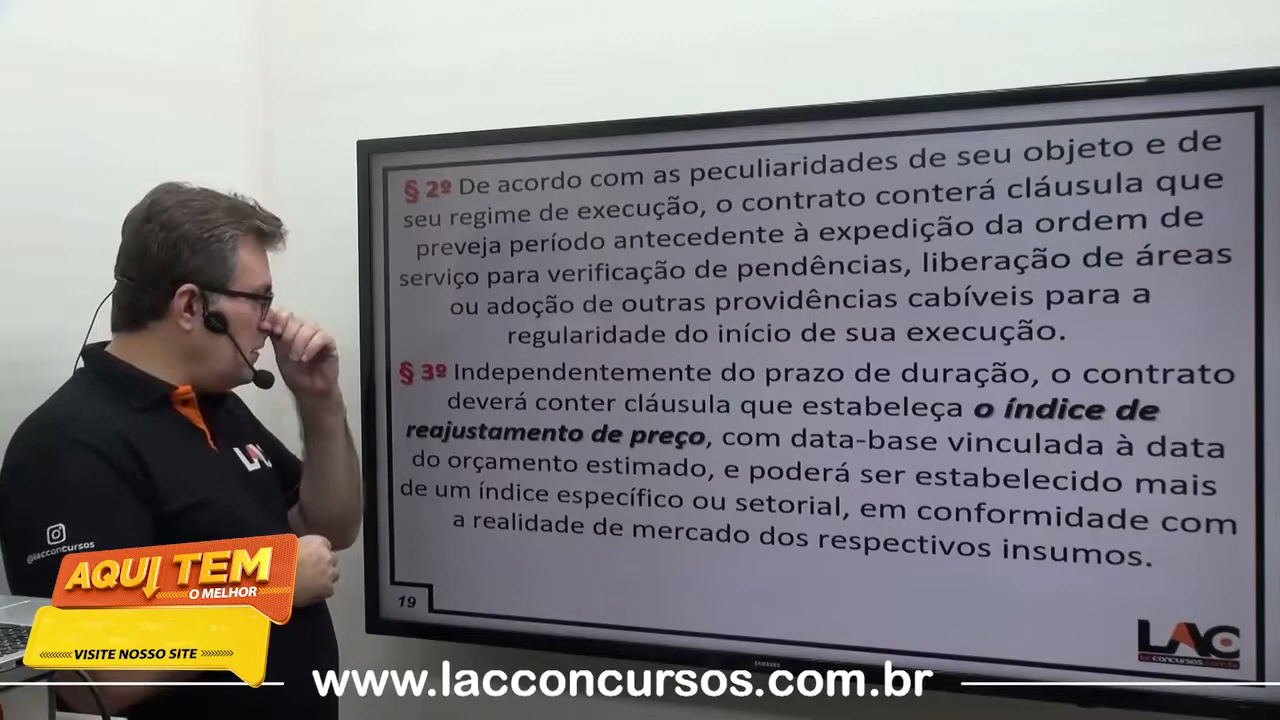 § 2º De acordo com as peculiaridades de seu objeto e de
seu regime de execução, o contrato conterá cláusula que
preveja período antecedente à expedição da ordem de
serviço para verificação de pendências, liberação de áreas
ou adoção de outras providências cabíveis para a
regularidade do início de sua execução.
§ 3º Independentemente do prazo de duração, o contrato
deverá conter cláusula que estabeleça o índice de
reajustamento de preço, com data-base vinculada à data
do orçamento estimado, e poderá ser estabelecido mais
de um índice específico ou setorial, em conformidade com
a realidade de mercado dos respectivos insumos.
19
LAC
lacconcursos.com.br
SAMSUNG
LAC
@lacconcursos
AQUI TEM
O MELHOR
VISITE NOSSO SITE
www.lacconcursos.com.br